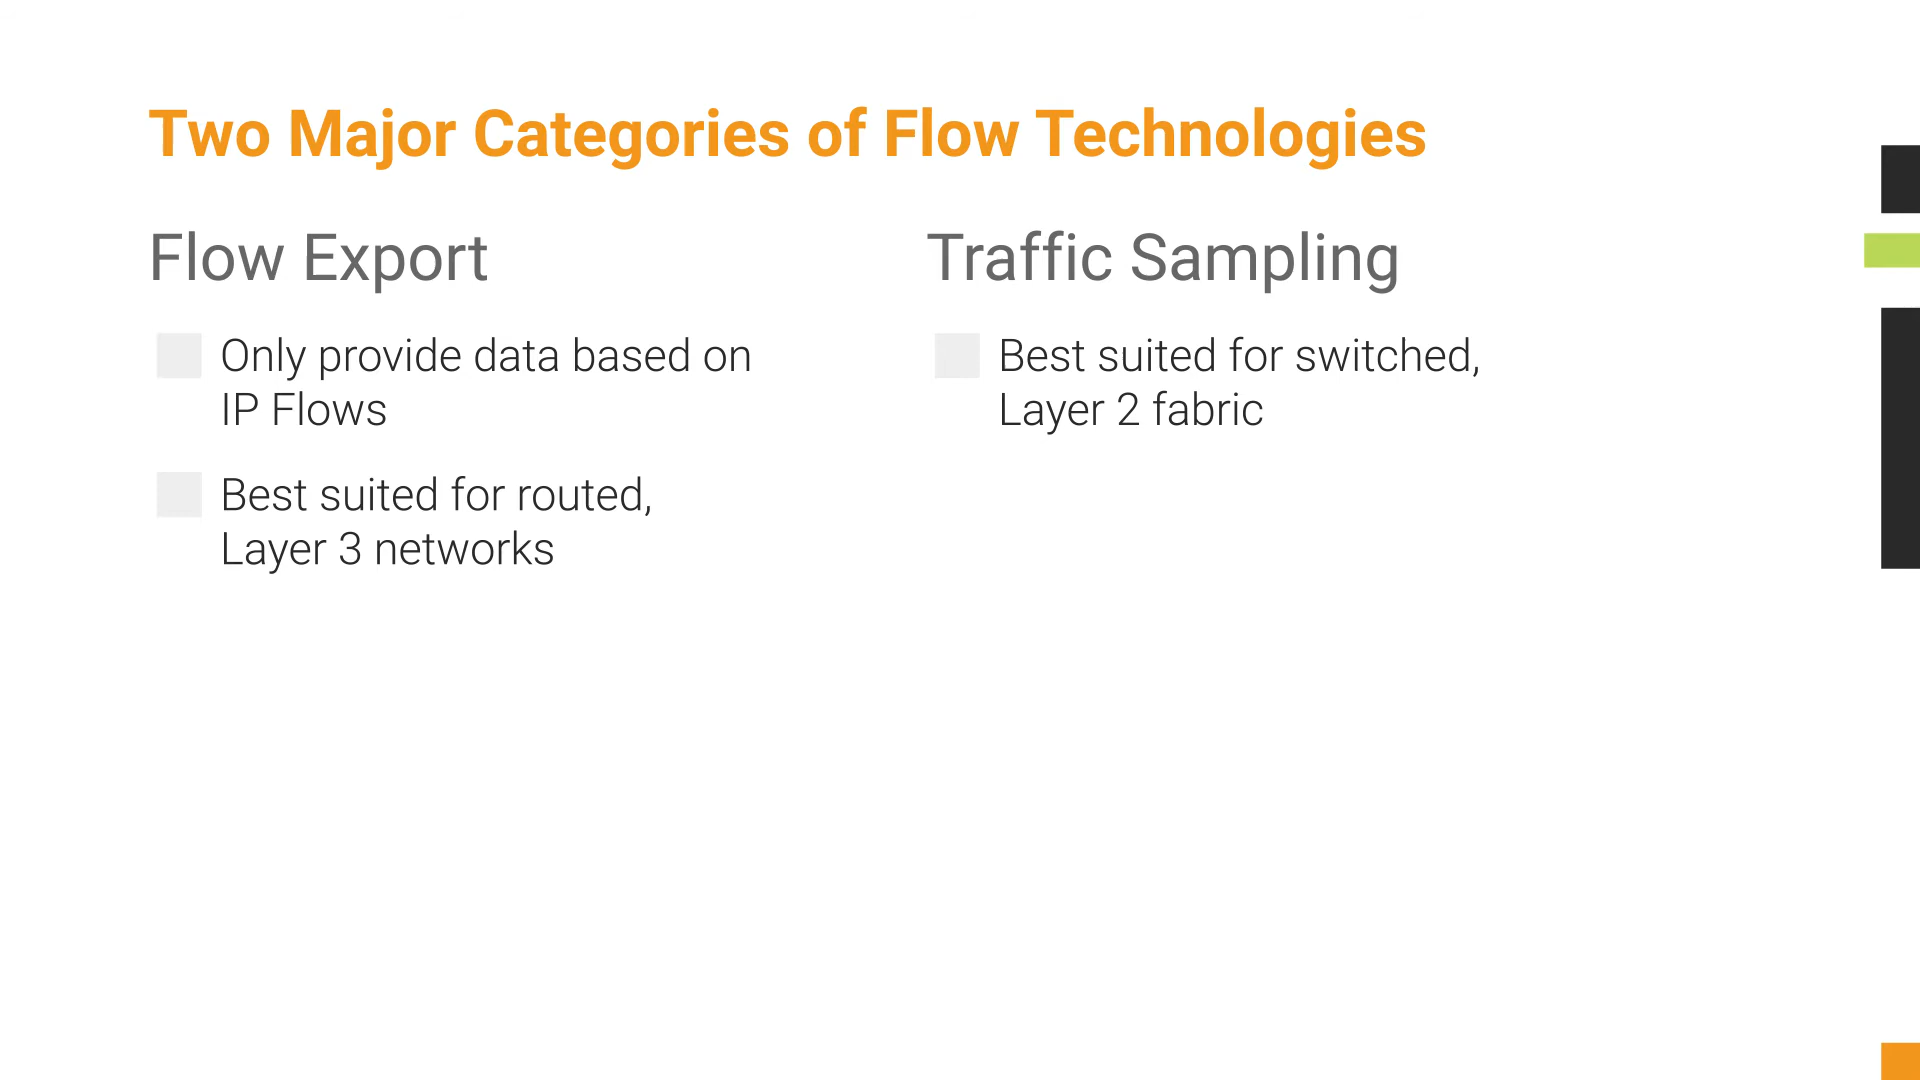 Two Major Categories of Flow Technologies
Flow Export
Only provide data based on
IP Flows
Best suited for routed,
Layer 3 networks
Traffic Sampling
Best suited for switched,
Layer 2 fabric